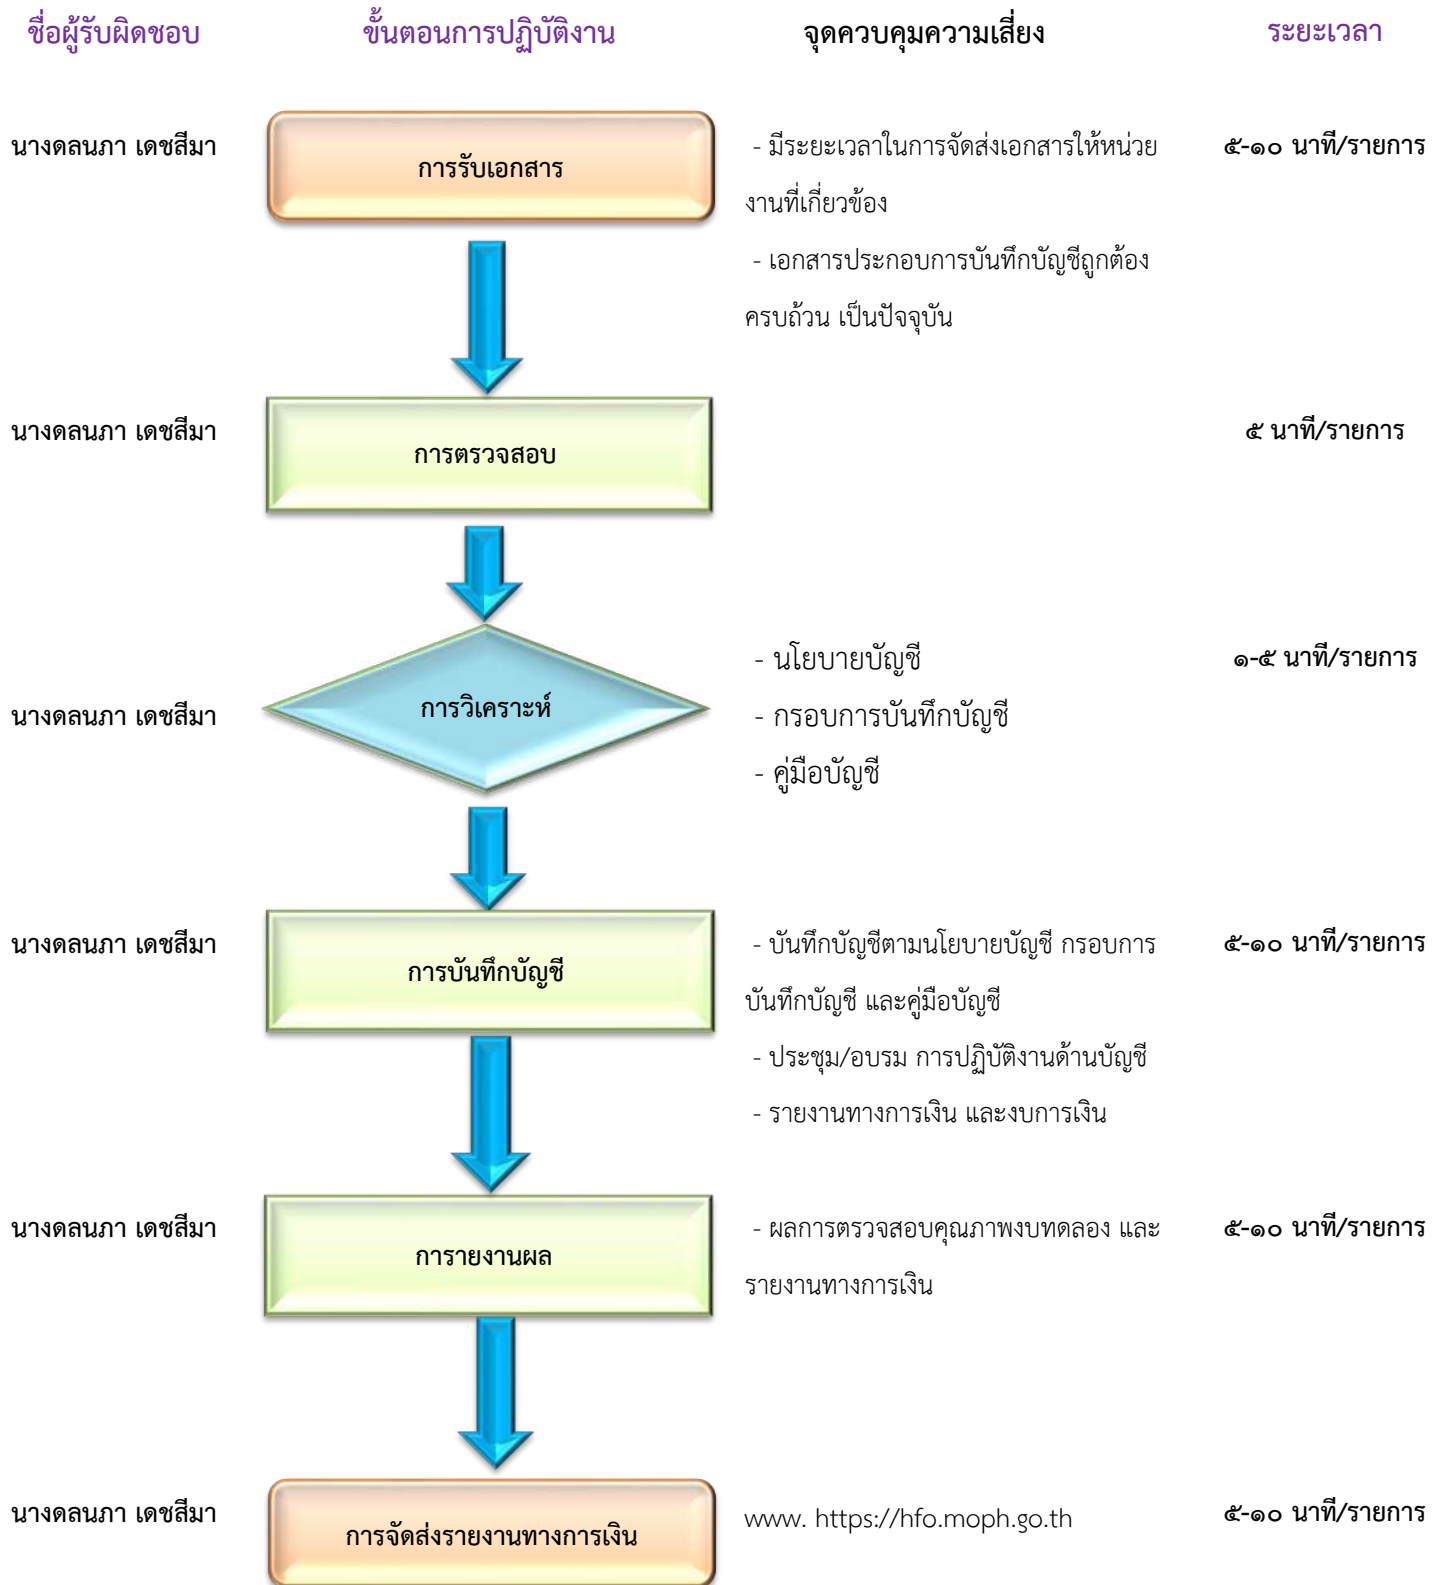 ชื่อผู้รับผิดชอบ ขั้นตอนการปฏิบัติงาน จุดควบคุมความเสี่ยง ระยะเวลา
นางดลนภา เดชสีมา การรับเอกสาร - มีระยะเวลาในการจัดส่งเอกสารให้หน่วย ๕-๑๐ นาที/รายการ
งานที่เกี่ยวข้อง
- เอกสารประกอบการบันทึกบัญชีถูกต้อง
ครบถ้วน เป็นปัจจุบัน
นางดลนภา เดชสีมา การตรวจสอบ ๕ นาที/รายการ
- นโยบายบัญชี ๑-๕ นาที/รายการ
นางดลนภา เดชสีมา การวิเคราะห์ - กรอบการบันทึกบัญชี
- คู่มือบัญชี
นางดลนภา เดชสีมา การบันทึกบัญชี - บันทึกบัญชีตามนโยบายบัญชี กรอบการ ๕-๑๐ นาที/รายการ
บันทึกบัญชี และคู่มือบัญชี
- ประชุม/อบรม การปฏิบัติงานด้านบัญชี
- รายงานทางการเงิน และงบการเงิน
นางดลนภา เดชสีมา การายงานผล - ผลการตรวจสอบคุณภาพงบทดลอง และ ๕-๑๐ นาที/รายการ
รายงานทางการเงิน
นางดลนภา เดชสีมา การจัดส่งรายงานทางการเงิน www. https://hfo.moph.go.th ๕-๑๐ นาที/รายการ